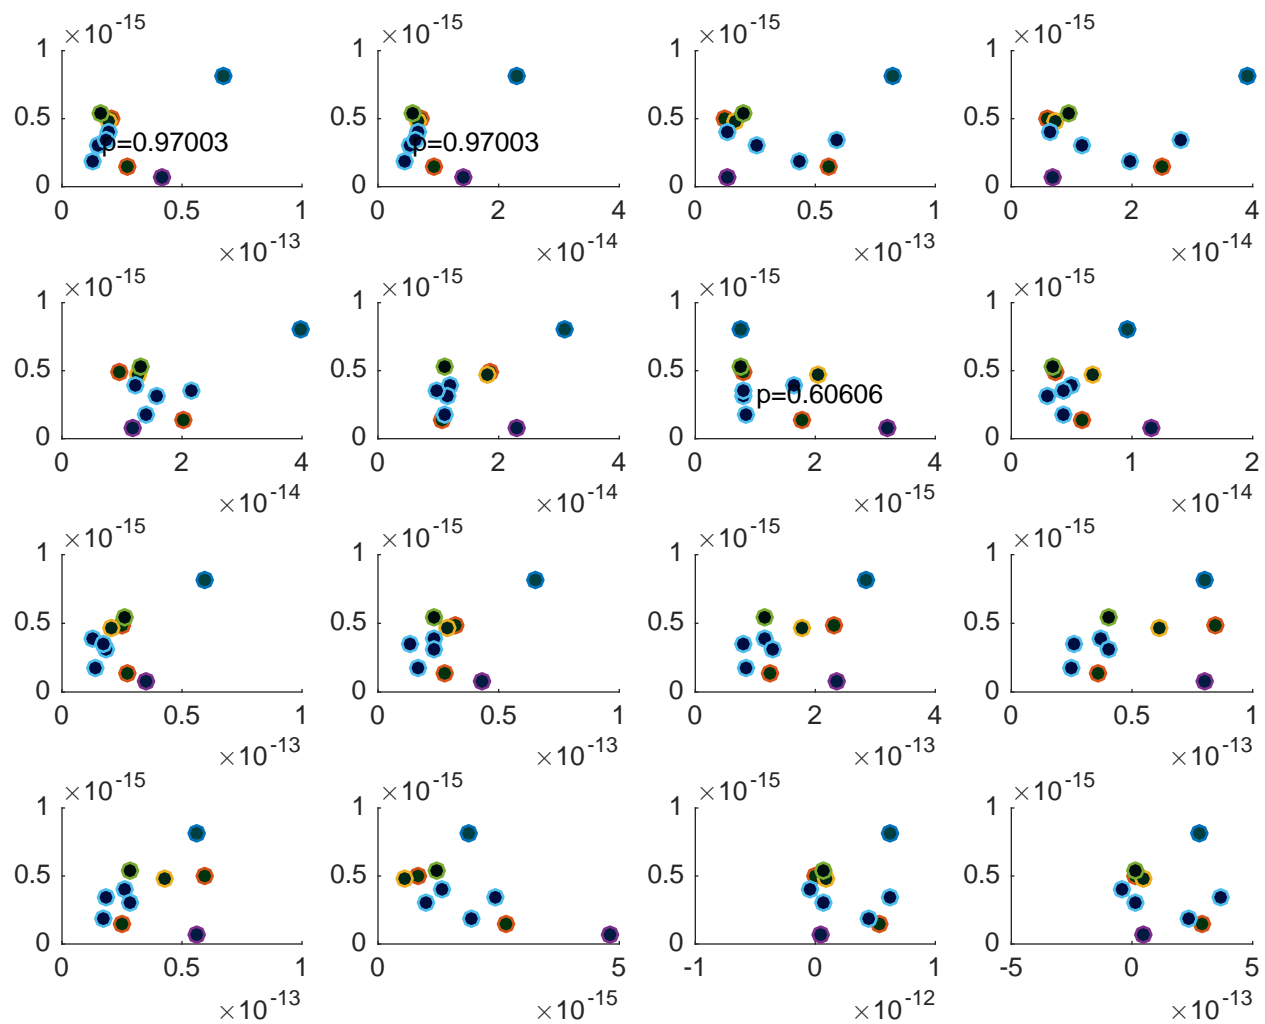 ×10-15 ×10-15 ×10-15 ×10-15
1 1 1 1
0.5 0.5 0.5 0.5
p=0.97003 p=0.97003
0 0 0 0
0 0.5 1 0 2 4 0 0.5 1 0 2 4
×10-13 ×10-14 ×10-13 ×10-14
×10-15 ×10-15 ×10-15 ×10-15
1 1 1 1
0.5 0.5 0.5 0.5
p=0.60606
0 0 0 0
0 2 4 0 2 4 0 2 4 0 1 2
×10-14 ×10-14 ×10-15 ×10-14
×10-15 ×10-15 ×10-15 ×10-15
1 1 1 1
0.5 0.5 0.5 0.5
0 0 0 0
0 0.5 1 0 0.5 1 0 2 4 0 0.5 1
×10-13 ×10-13 ×10-13 ×10-13
×10-15 ×10-15 ×10-15 ×10-15
1 1 1 1
0.5 0.5 0.5 0.5
0 0 0 0
0 0.5 1 0 5 -1 0 1 -5 0 5
×10-13 ×10-15 ×10-12 ×10-13